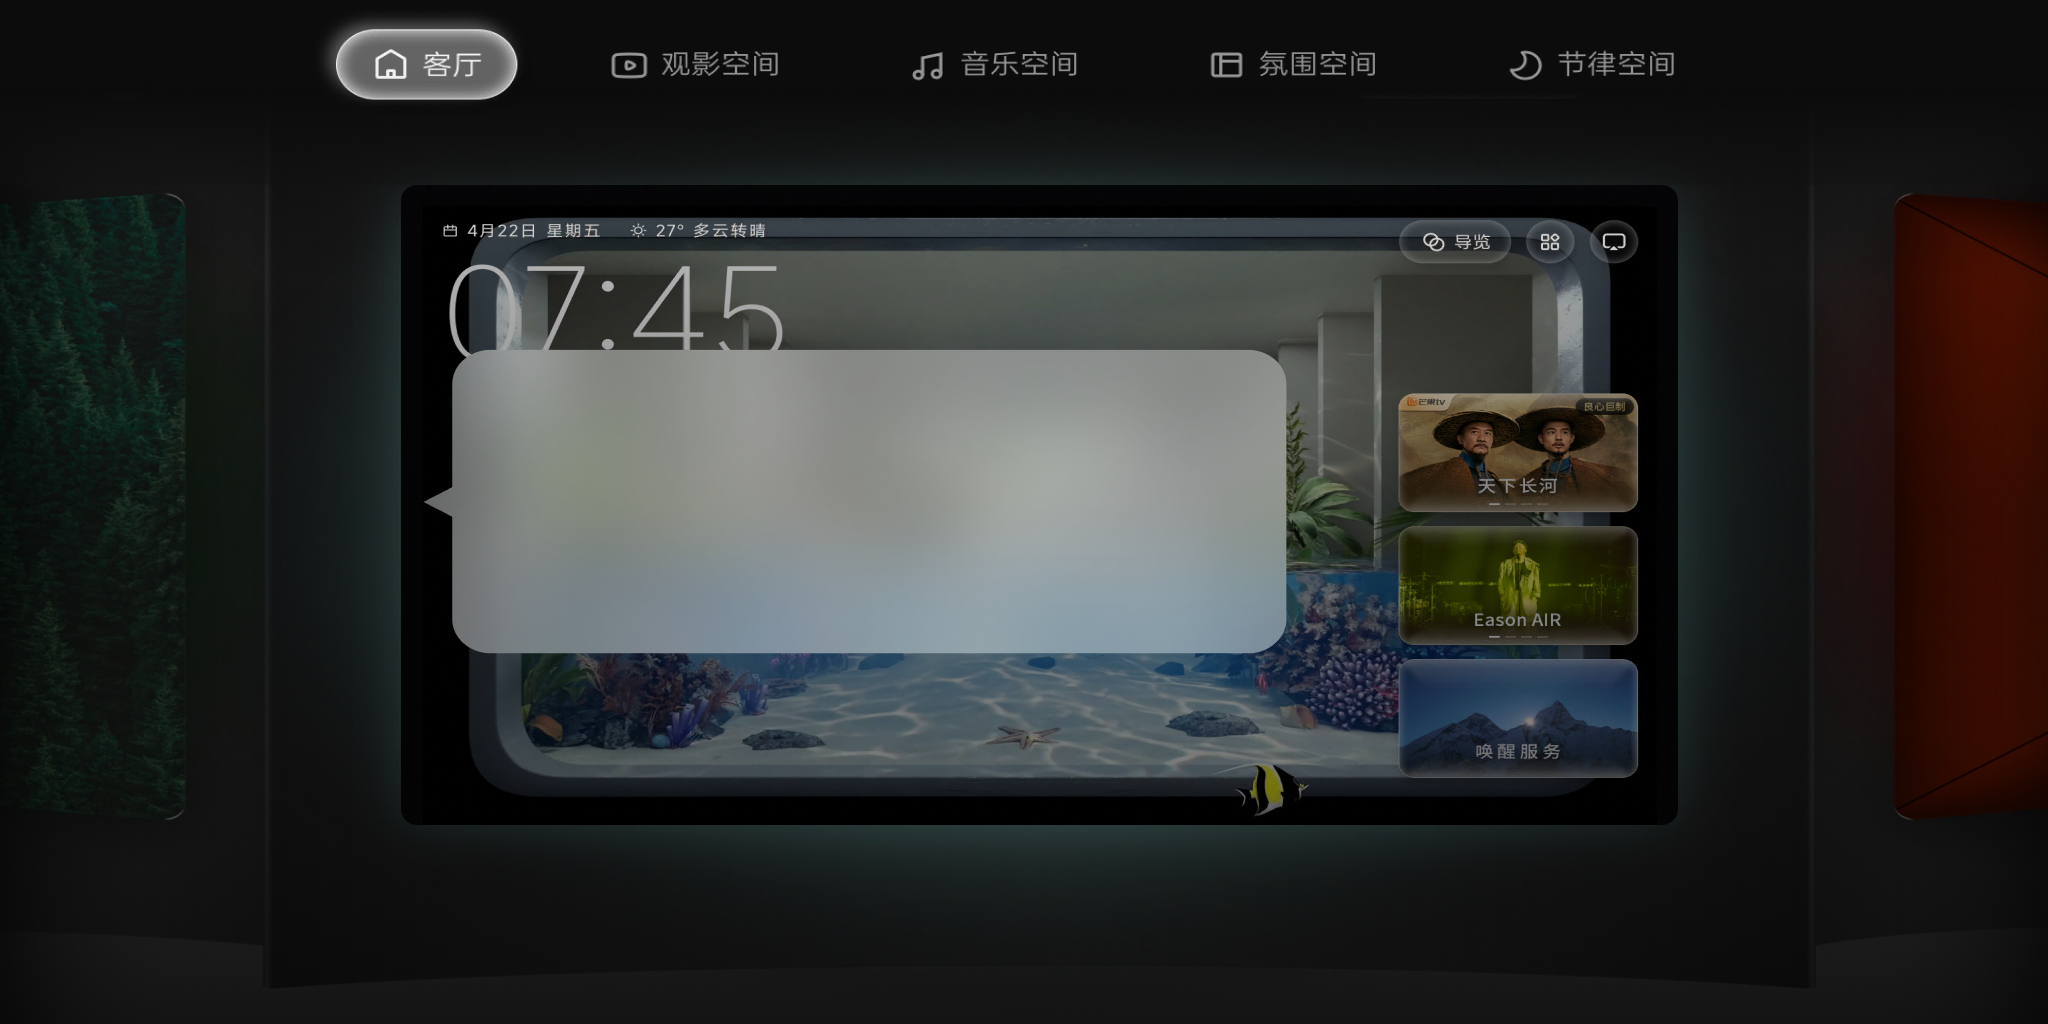 客厅
观影空间
音乐空间
氛围空间
节律空间
4月22日 星期五 27° 多云转晴
导览
07:45
芒果tv
良心巨制
天下长河
Eason AIR
唤醒服务